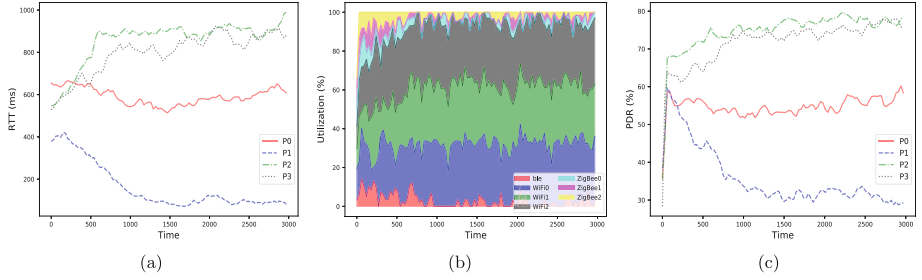 1000
800
600
400
200
RTT (ms)
0
500
1000
1500
2000
2500
3000
Time
P0
P1
P2
P3
(a)
100
80
60
40
20
0
Utilization (%)
0
500
1000
1500
2000
2500
3000
Time
ble
WiFi0
WiFi1
WiFi2
ZigBee0
ZigBee1
ZigBee2
(b)
80
70
60
50
40
30
PDR (%)
0
500
1000
1500
2000
2500
3000
Time
P0
P1
P2
P3
(c)